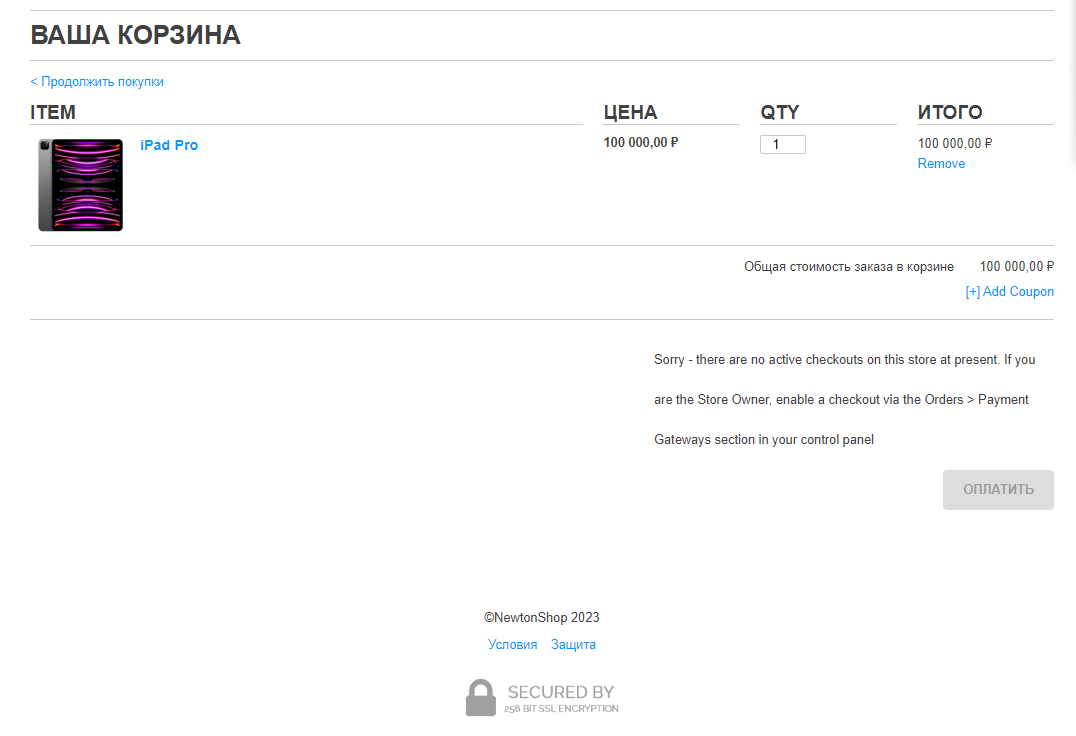 ВАША КОРЗИНА
< Продолжить покупки
ITEM ЦЕНА QTY ИТОГО
iPad Pro 100 000,00 ₽ 1 100 000,00 ₽
Remove
Общая стоимость заказа в корзине 100 000,00 ₽
[+] Add Coupon
Sorry - there are no active checkouts on this store at present. If you
are the Store Owner, enable a checkout via the Orders > Payment
Gateways section in your control panel
ОПЛАТИТЬ
©NewtonShop 2023
Условия Защита
SECURED BY
256 BIT SSL ENCRYPTION